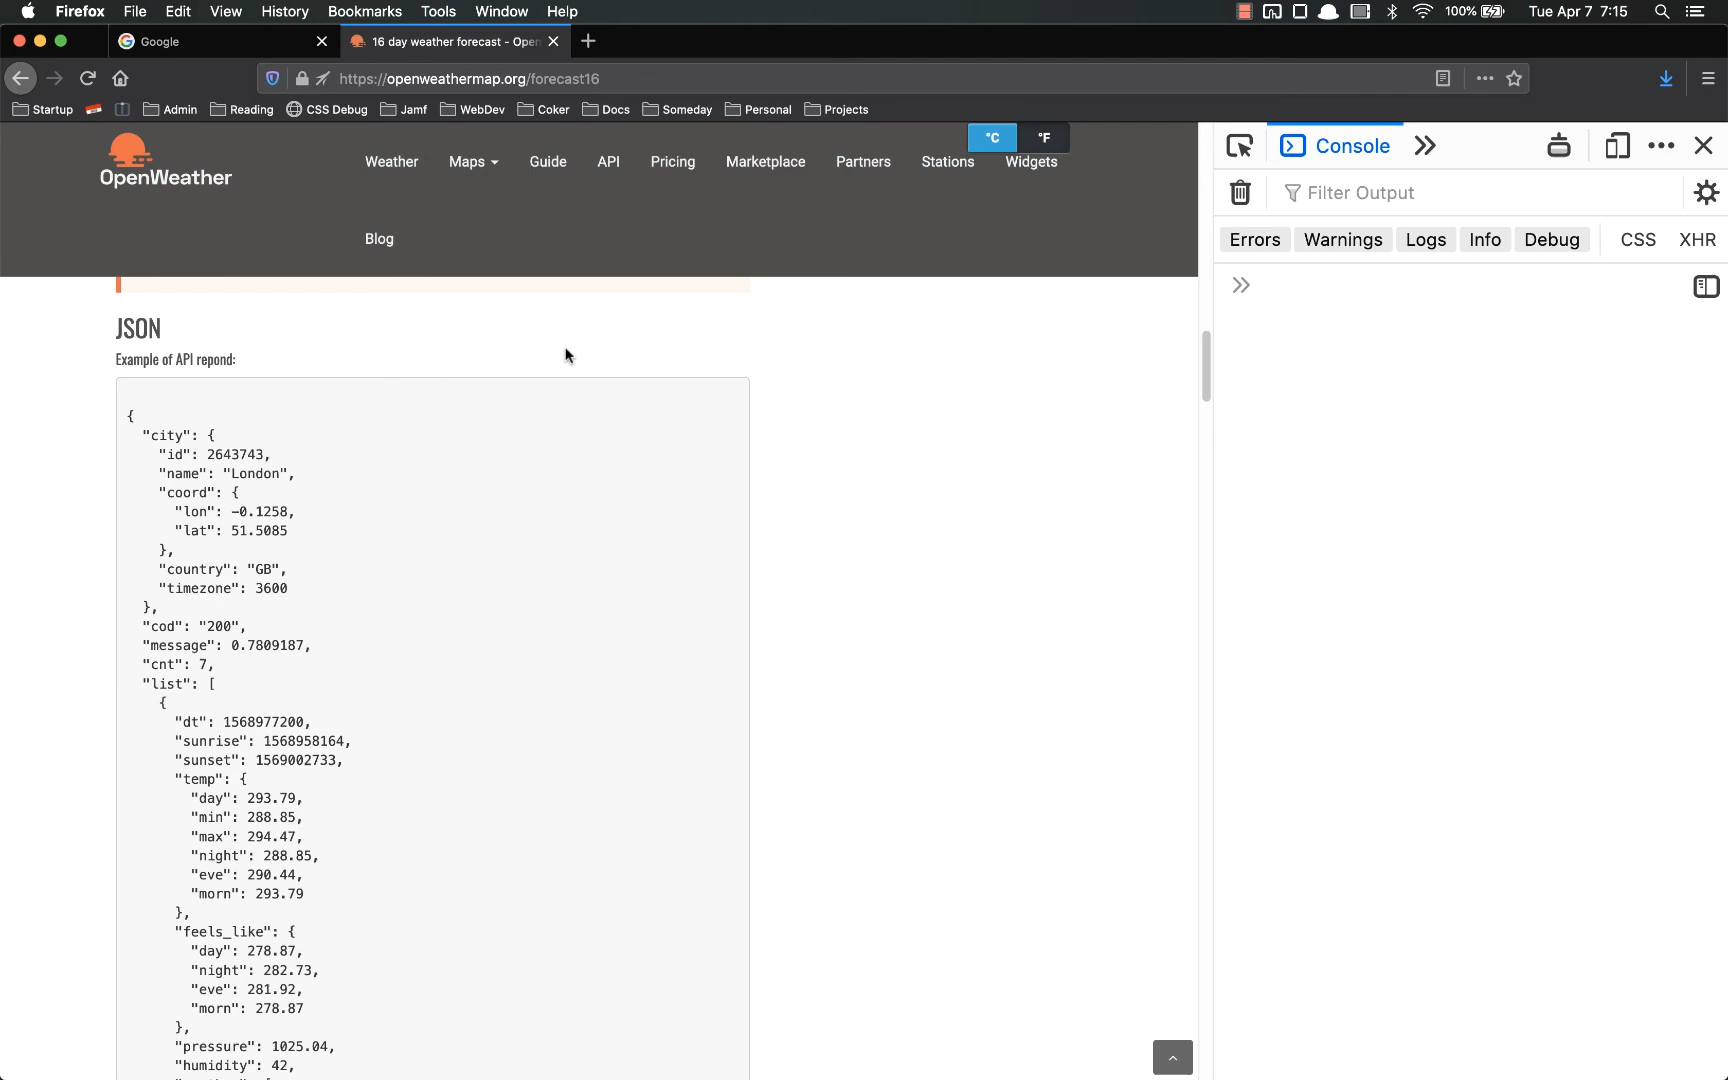 Firefox File Edit View History Bookmarks Tools Window Help 100% Tue Apr 7 7:15
Google 16 day weather forecast - Open
https://openweathermap.org/forecast16
Startup Admin Reading CSS Debug Jamf WebDev Coker Docs Someday Personal Projects
°C °F
OpenWeather Weather Maps Guide API Pricing Marketplace Partners Stations Widgets
Blog
Console
Filter Output
Errors Warnings Logs Info Debug CSS XHR
JSON
Example of API repond:
{
"city": {
"id": 2643743,
"name": "London",
"coord": {
"lon": -0.1258,
"lat": 51.5085
},
"country": "GB",
"timezone": 3600
},
"cod": "200",
"message": 0.7809187,
"cnt": 7,
"list": [
{
"dt": 1568977200,
"sunrise": 1568958164,
"sunset": 1569002733,
"temp": {
"day": 293.79,
"min": 288.85,
"max": 294.47,
"night": 288.85,
"eve": 290.44,
"morn": 293.79
},
"feels_like": {
"day": 278.87,
"night": 282.73,
"eve": 281.92,
"morn": 278.87
},
"pressure": 1025.04,
"humidity": 42,